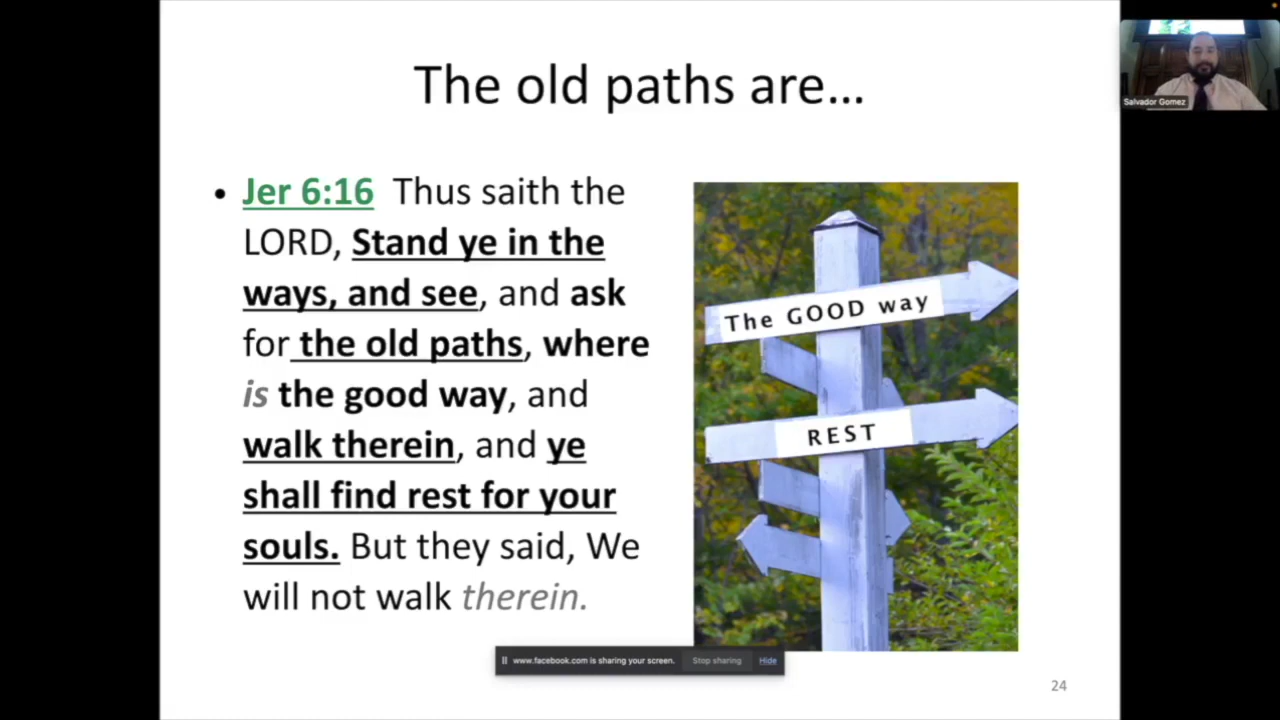 The old paths are...
Salvador Gomez
• Jer 6:16 Thus saith the
LORD, Stand ye in the
ways, and see, and ask
for the old paths, where
is the good way, and
walk therein, and ye
shall find rest for your
souls. But they said, We
will not walk therein.
The GOOD way
REST
www.facebook.com is sharing your screen. Stop sharing Hide
24